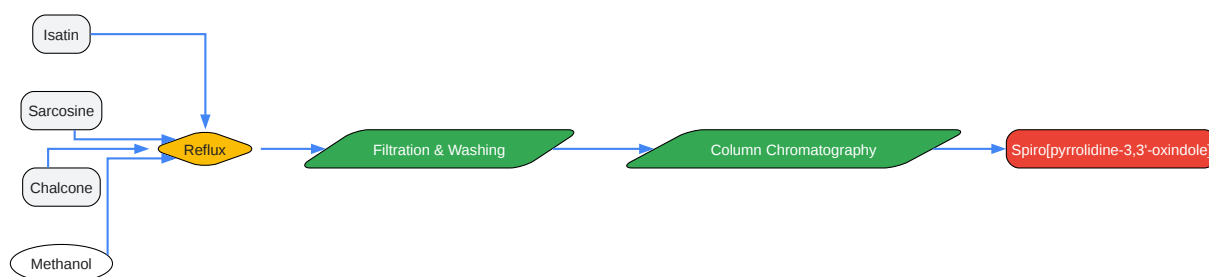 Isatin
Sarcosine
Chalcone
Methanol
Reflux
Filtration & Washing
Column Chromatography
Spiro[pyrrolidine-3,3'-oxindole]